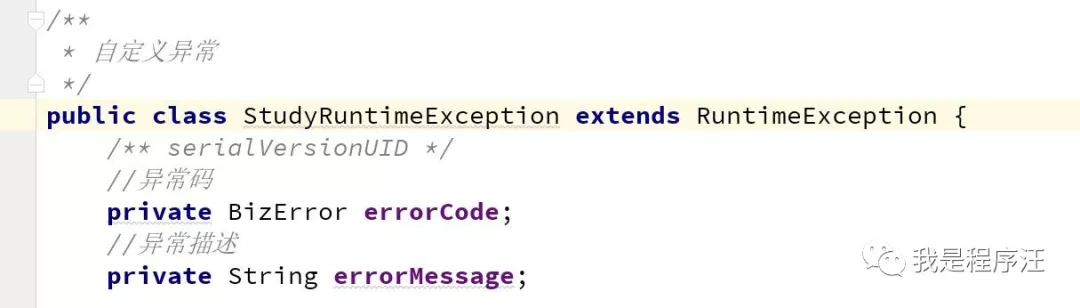 /**
 * 自定义异常
 */
public class StudyRuntimeException extends RuntimeException {
    /** serialVersionUID */
    //异常码
    private BizError errorCode;
    //异常描述
    private String errorMessage;
我是程序汪